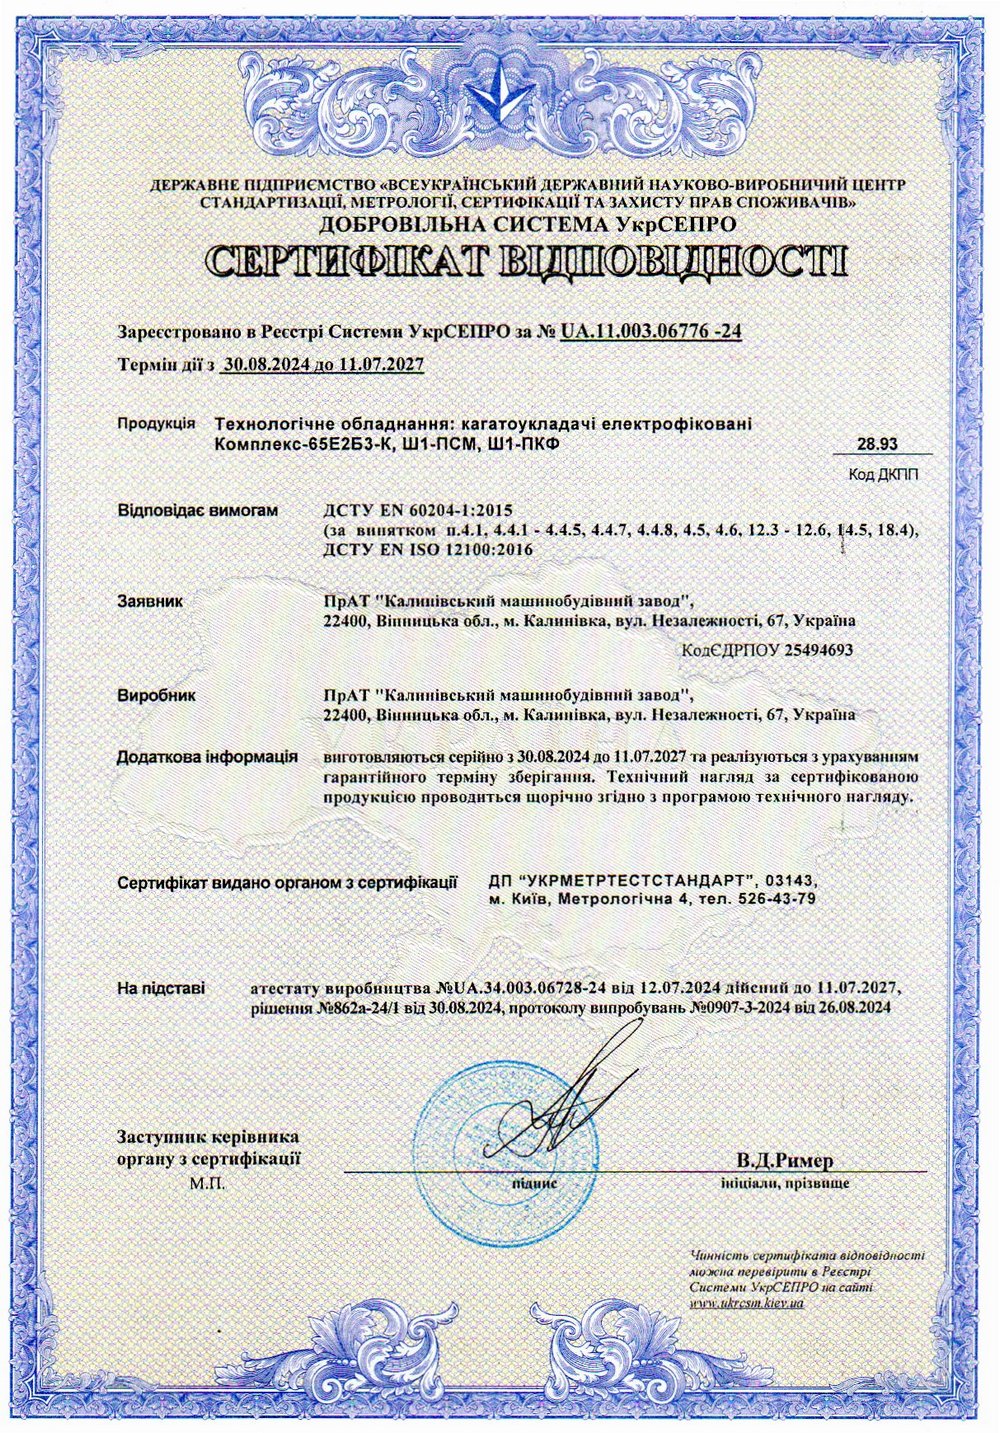 ДЕРЖАВНЕ ПІДПРИЄМСТВО «ВСЕУКРАЇНСЬКИЙ ДЕРЖАВНИЙ НАУКОВО-ВИРОБНИЧИЙ ЦЕНТР
СТАНДАРТИЗАЦІЇ, МЕТРОЛОГІЇ, СЕРТИФІКАЦІЇ ТА ЗАХИСТУ ПРАВ СПОЖИВАЧІВ»
ДОБРОВІЛЬНА СИСТЕМА УкрСЕПРО
СЕРТИФІКАТ ВІДПОВІДНОСТІ
Зареєстровано в Реєстрі Системи УкрСЕПРО за № UA.11.003.06776 -24
Термін дії з 30.08.2024 до 11.07.2027
Продукція Технологічне обладнання: кагатоукладачі електрофіковані
Комплекс-65Е2Б3-К, Ш1-ПСМ, Ш1-ПКФ 28.93
Код ДКПП
Відповідає вимогам ДСТУ EN 60204-1:2015
(за винятком п.4.1, 4.4.1 - 4.4.5, 4.4.7, 4.4.8, 4.5, 4.6, 12.3 - 12.6, 14.5, 18.4),
ДСТУ EN ISO 12100:2016
Заявник ПрАТ "Калинівський машинобудівний завод",
22400, Вінницька обл., м. Калинівка, вул. Незалежності, 67, Україна
КодЄДРПОУ 25494693
Виробник ПрАТ "Калинівський машинобудівний завод",
22400, Вінницька обл., м. Калинівка, вул. Незалежності, 67, Україна
Додаткова інформація виготовляються серійно з 30.08.2024 до 11.07.2027 та реалізуються з урахуванням
гарантійного терміну зберігання. Технічний нагляд за сертифікованою
продукцією проводиться щорічно згідно з програмою технічного нагляду.
Сертифікат видано органом з сертифікації ДП “УКРМЕТРТЕСТСТАНДАРТ”, 03143,
м. Київ, Метрологічна 4, тел. 526-43-79
На підставі атестату виробництва №UA.34.003.06728-24 від 12.07.2024 дійсний до 11.07.2027,
рішення №862а-24/1 від 30.08.2024, протоколу випробувань №0907-3-2024 від 26.08.2024
Заступник керівника
органу з сертифікації В.Д.Ример
М.П. підпис ініціали, прізвище
Чинність сертифіката відповідності
можна перевірити в Реєстрі
Системи УкрСЕПРО на сайті
www.ukrcsm.kiev.ua